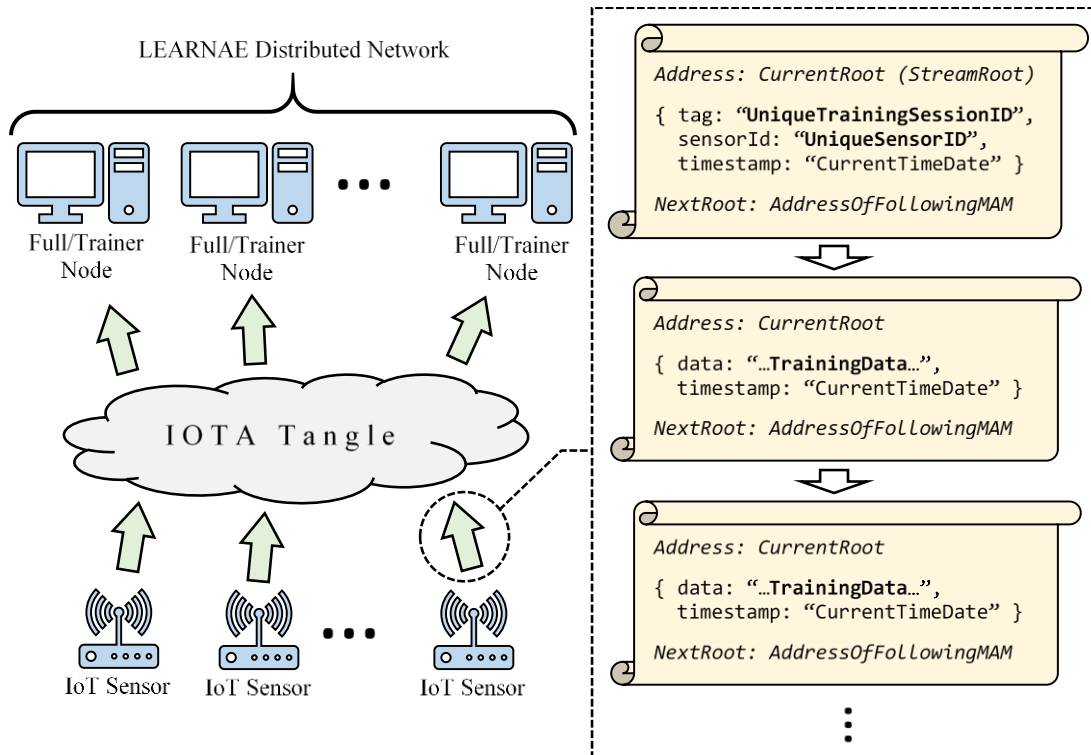 LEARNAE Distributed Network
Full/Trainer
Node
Full/Trainer
Node
Full/Trainer
Node
IOTA Tangle
IoT Sensor
IoT Sensor
IoT Sensor
Address: CurrentRoot (StreamRoot)
{ tag: “UniqueTrainingSessionID”,
sensorId: “UniqueSensorID”,
timestamp: “CurrentTimeDate” }
NextRoot: AddressOfFollowingMAM
Address: CurrentRoot
{ data: “…TrainingData…”,
timestamp: “CurrentTimeDate” }
NextRoot: AddressOfFollowingMAM
Address: CurrentRoot
{ data: “…TrainingData…”,
timestamp: “CurrentTimeDate” }
NextRoot: AddressOfFollowingMAM